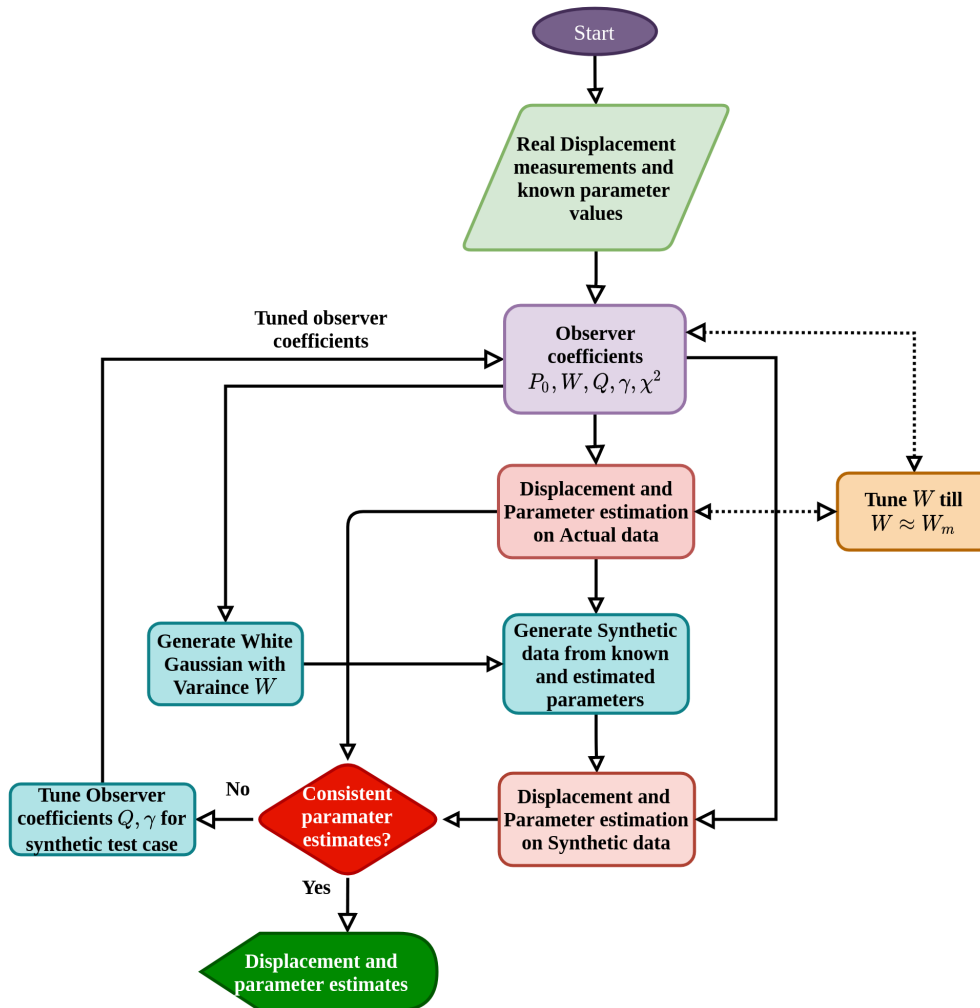 Start
Real Displacement
measurements and
known parameter
values
Tuned observer
coefficients
Observer
coefficients
P₀, W, Q, γ, χ²
Displacement and
Parameter estimation
on Actual data
Tune W till
W ≈ Wₘ
Generate White
Gaussian with
Varaince W
Generate Synthetic
data from known
and estimated
parameters
No
Tune Observer
coefficients Q, γ for
synthetic test case
Consistent
paramater
estimates?
Displacement and
Parameter estimation
on Synthetic data
Yes
Displacement and
parameter estimates